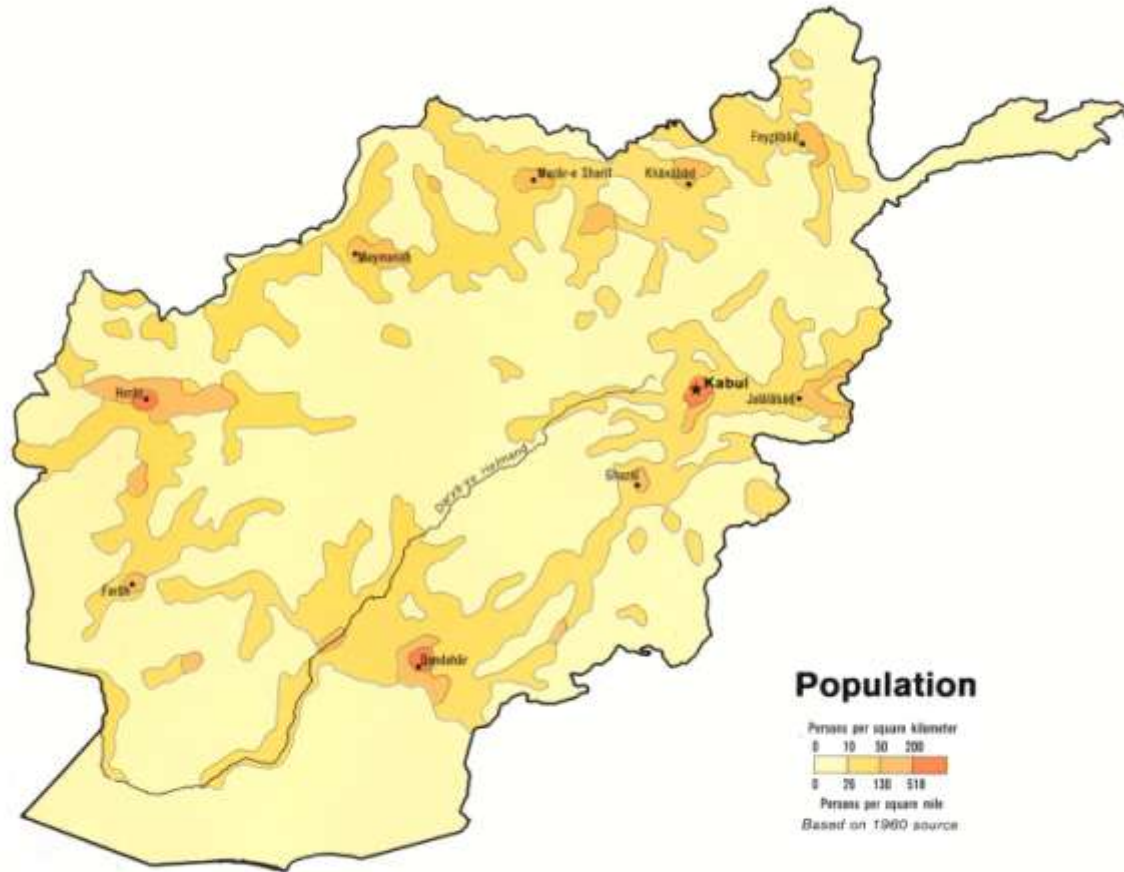 Feyẕābād
Mazār-e Sharīf
Khānābād
Meymaneh
Herāt
Kabul
Jalālābād
Daryā-ye Helmand
Ghaznī
Farāh
Qandahār
Population
Persons per square kilometer
0 10 50 200
0 26 130 518
Persons per square mile
Based on 1960 source